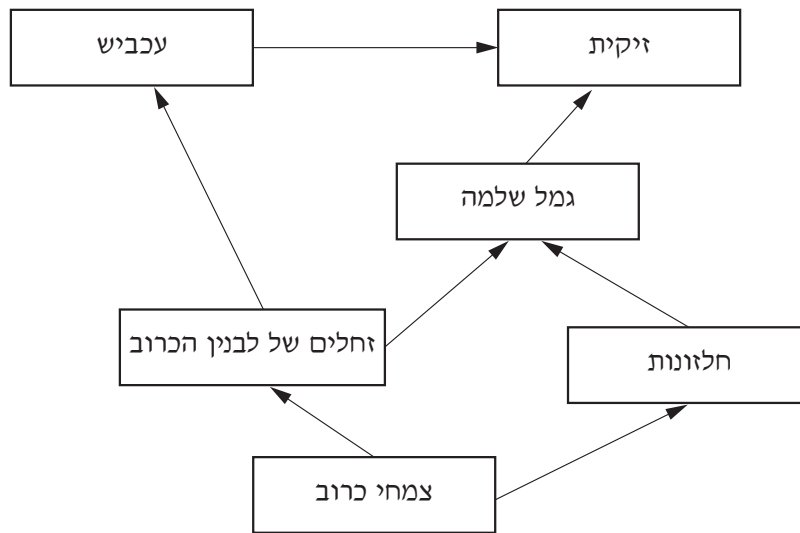 זיקית
עכביש
גמל שלמה
זחלים של לבנין הכרוב
חלזונות
צמחי כרוב